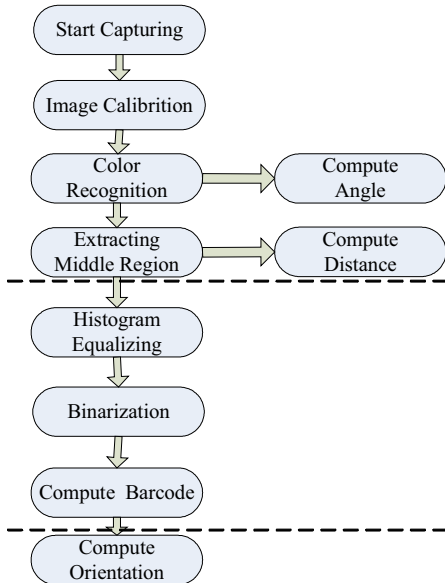 Start Capturing
Image Calibrition
Color
Recognition
Compute
Angle
Extracting
Middle Region
Compute
Distance
Histogram
Equalizing
Binarization
Compute Barcode
Compute
Orientation